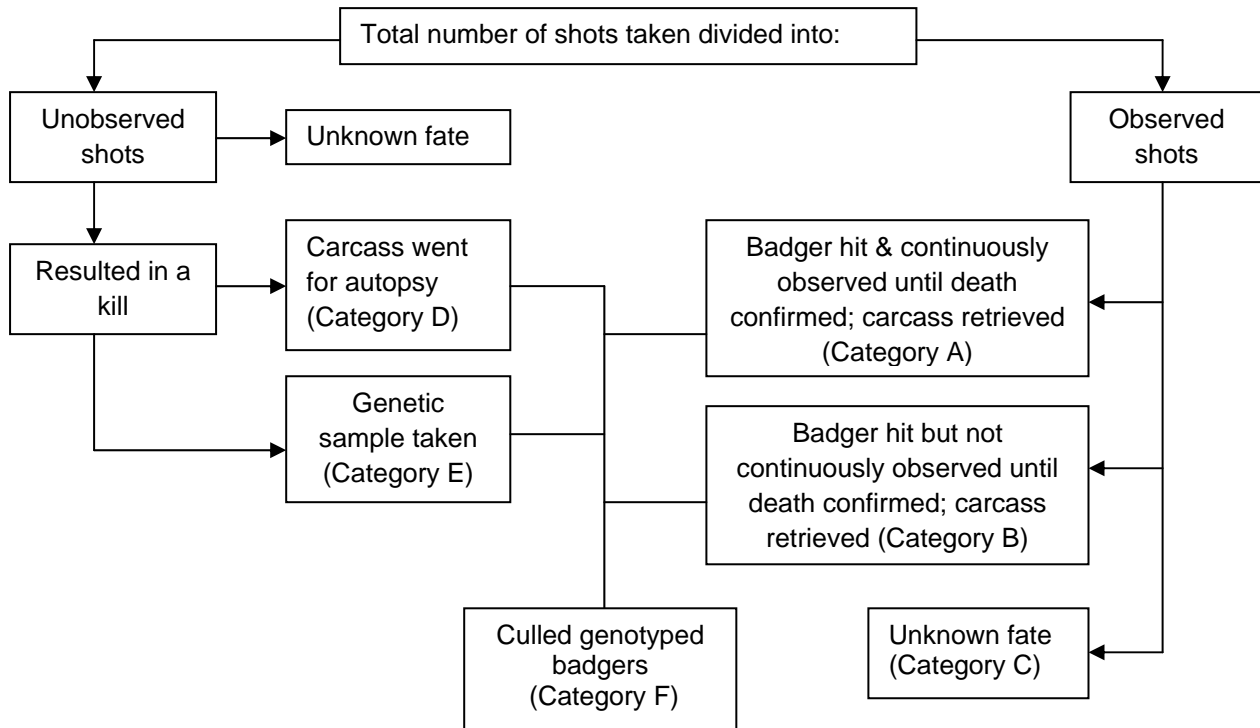 Total number of shots taken divided into:
Unobserved
shots
Unknown fate
Observed
shots
Resulted in a
kill
Carcass went
for autopsy
(Category D)
Badger hit & continuously
observed until death
confirmed; carcass retrieved
(Category A)
Genetic
sample taken
(Category E)
Badger hit but not
continuously observed until
death confirmed; carcass
retrieved (Category B)
Culled genotyped
badgers
(Category F)
Unknown fate
(Category C)